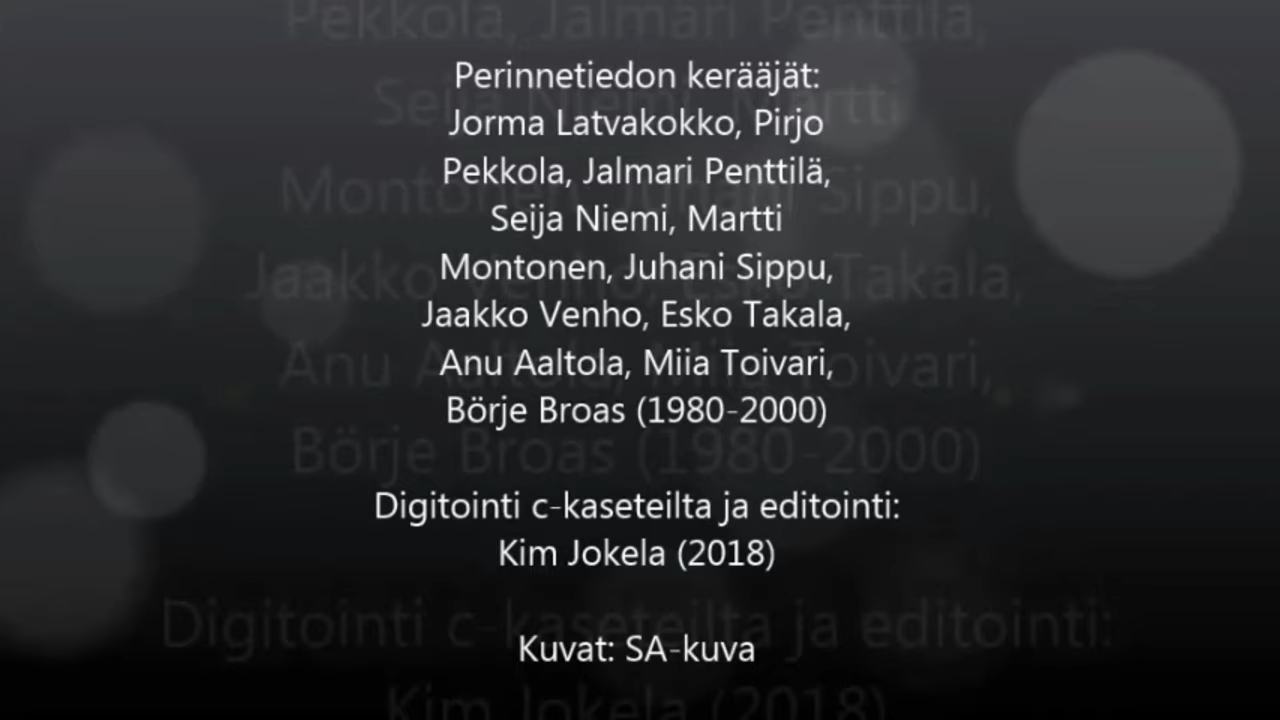 Perinnetiedon kerääjät:
Jorma Latvakokko, Pirjo
Pekkola, Jalmari Penttilä,
Seija Niemi, Martti
Montonen, Juhani Sippu,
Jaakko Venho, Esko Takala,
Anu Aaltola, Miia Toivari,
Börje Broas (1980-2000)
Digitointi c-kaseteilta ja editointi:
Kim Jokela (2018)
Kuvat: SA-kuva